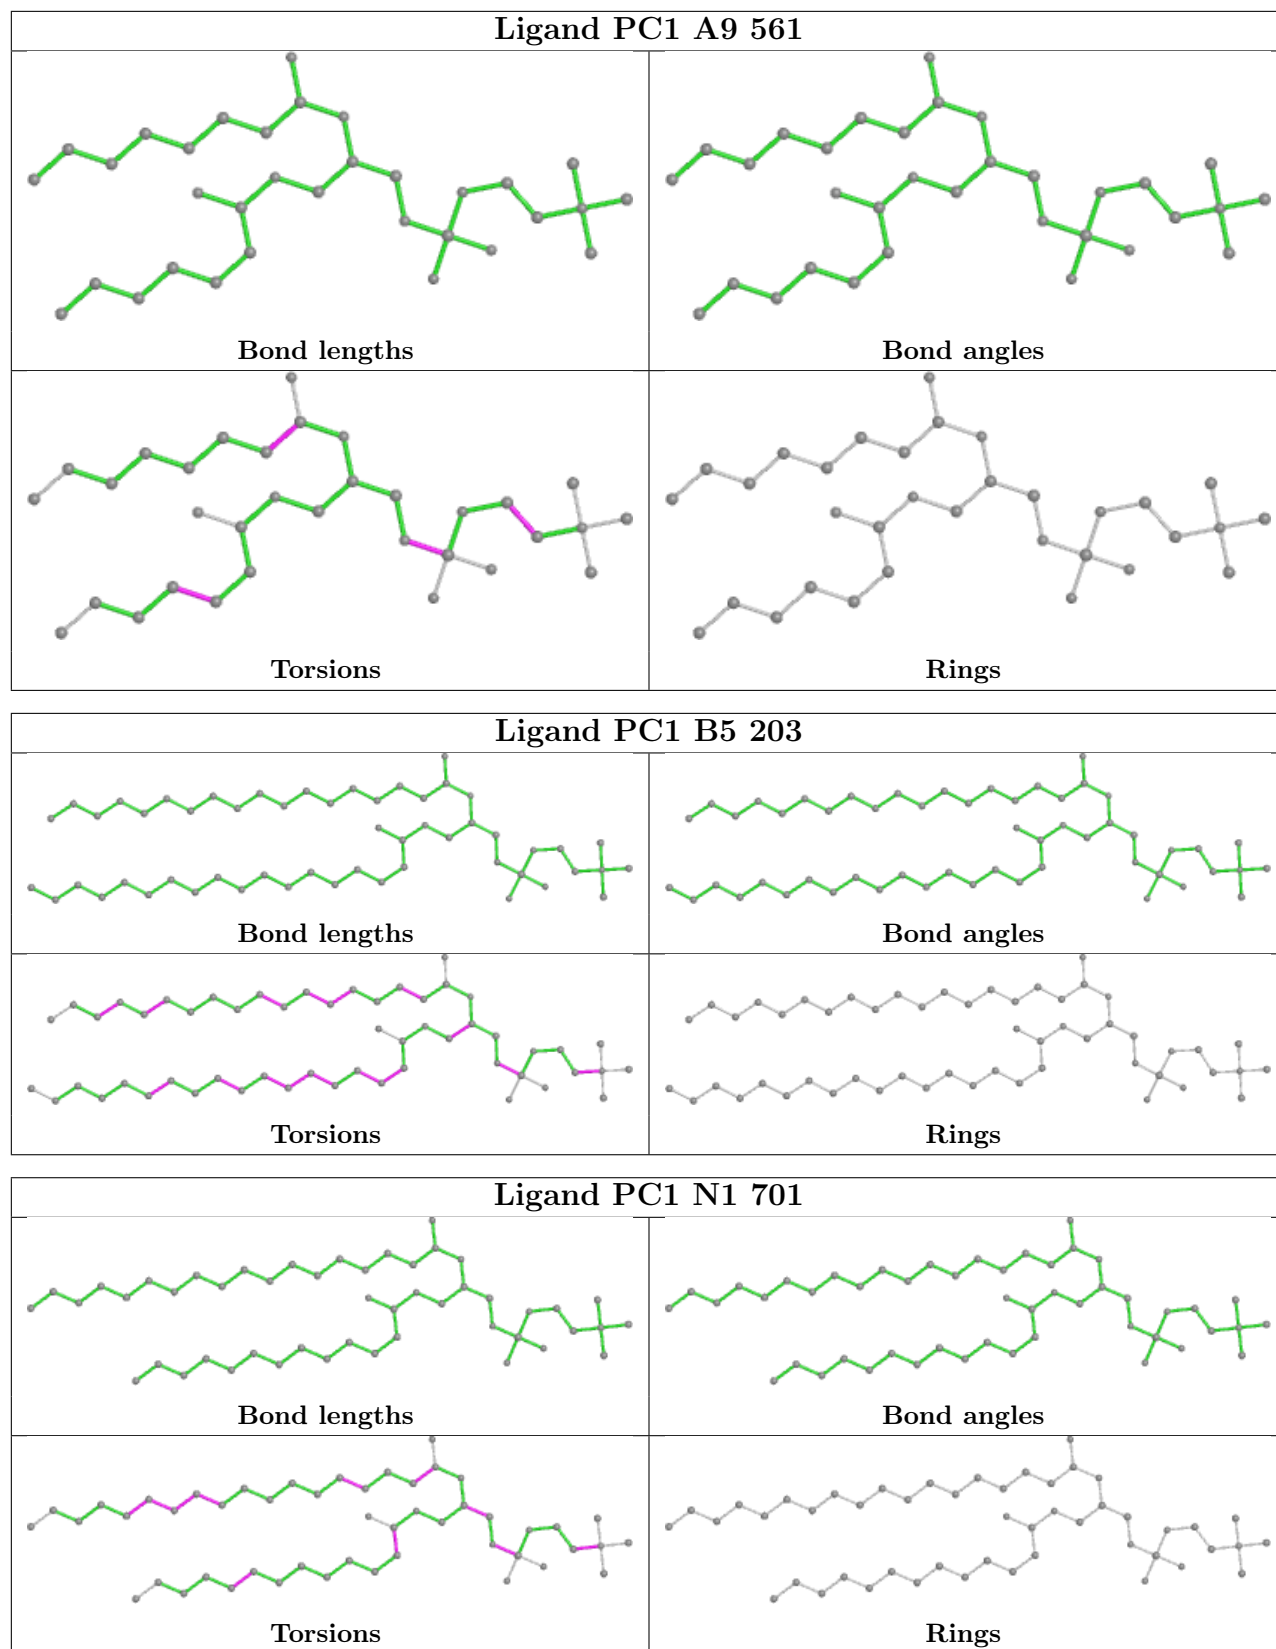 Ligand PC1 A9 561
Bond lengths
Bond angles
Torsions
Rings
Ligand PC1 B5 203
Bond lengths
Bond angles
Torsions
Rings
Ligand PC1 N1 701
Bond lengths
Bond angles
Torsions
Rings